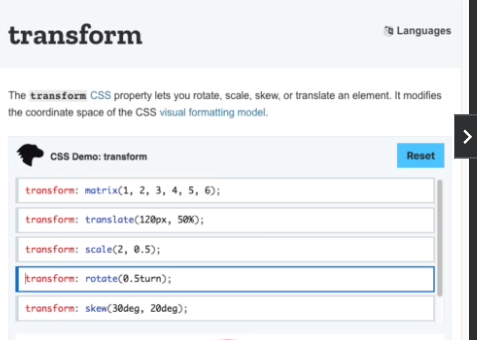 transform
Languages
The transform CSS property lets you rotate, scale, skew, or translate an element. It modifies
the coordinate space of the CSS visual formatting model.
CSS Demo: transform
Reset
transform: matrix(1, 2, 3, 4, 5, 6);
transform: translate(120px, 50%);
transform: scale(2, 0.5);
transform: rotate(0.5turn);
transform: skew(30deg, 20deg);